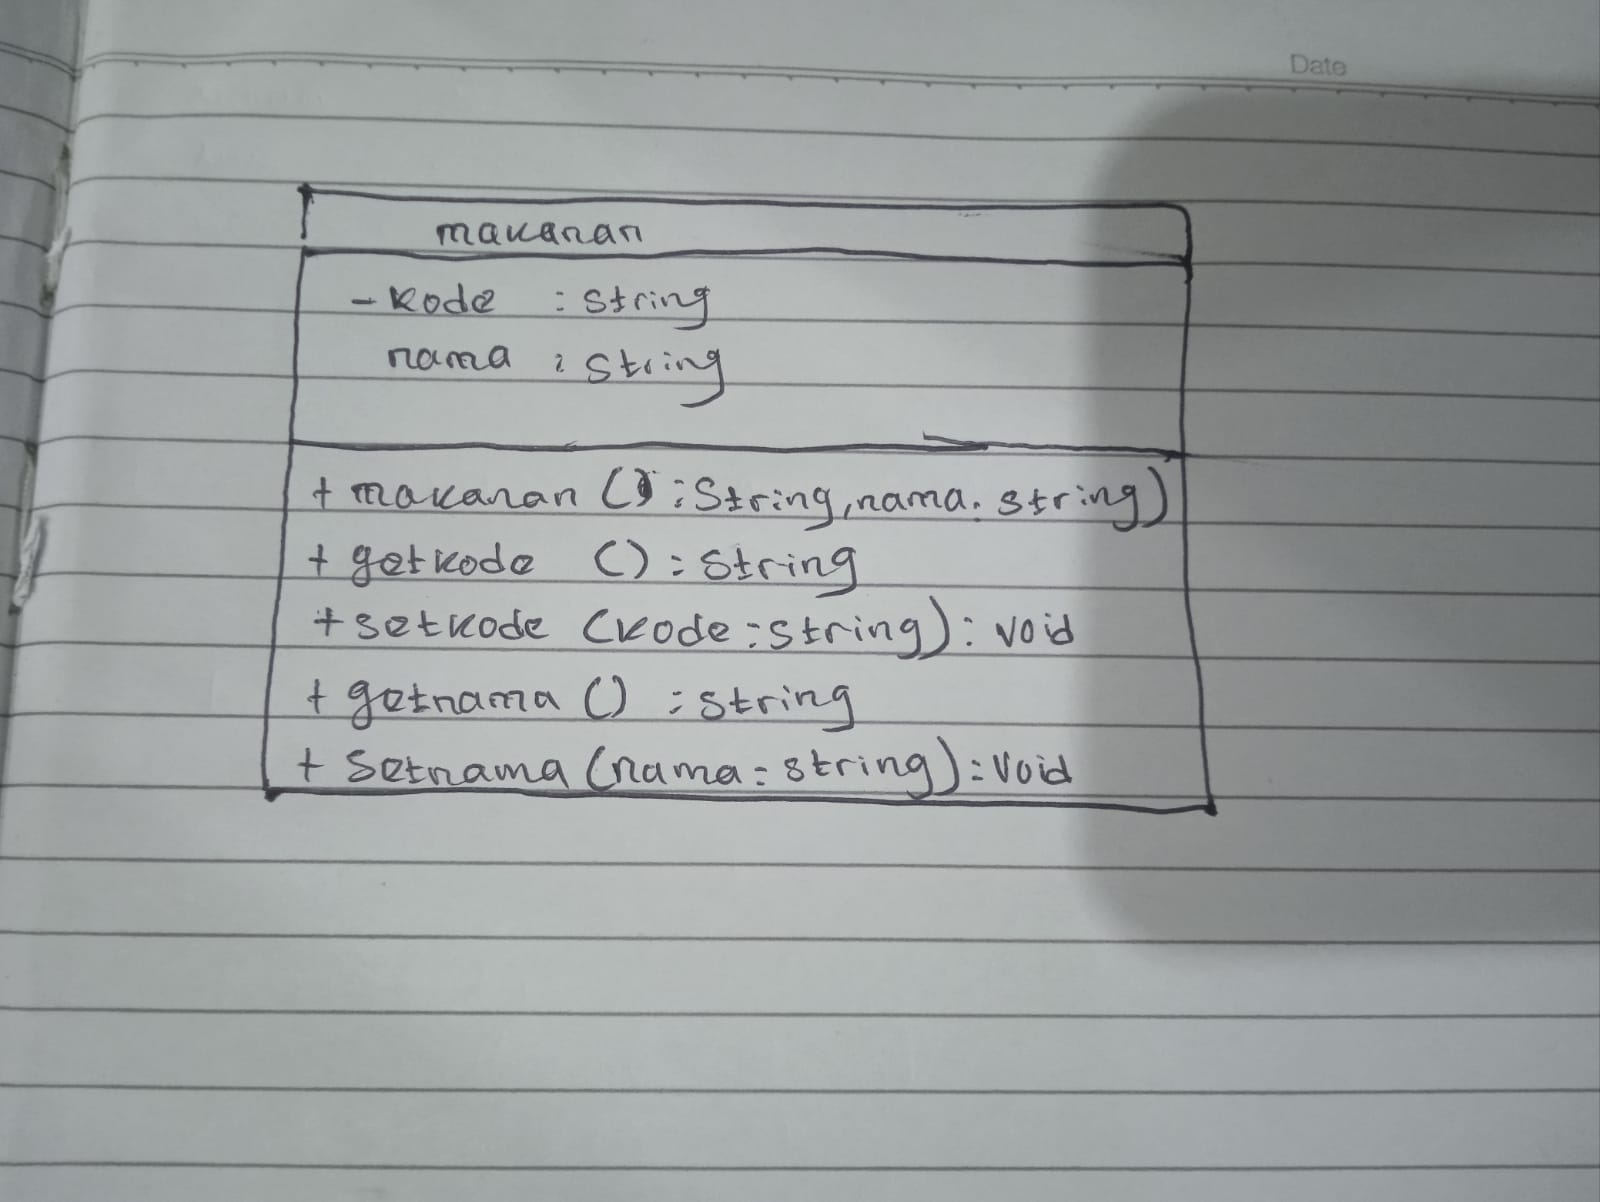 Date
makanan
- kode : string
nama : string
+ makanan () : String, nama. string)
+ getkode () : string
+ setkode (kode : string) : void
+ getnama () : string
+ Setnama (nama : string) : Void